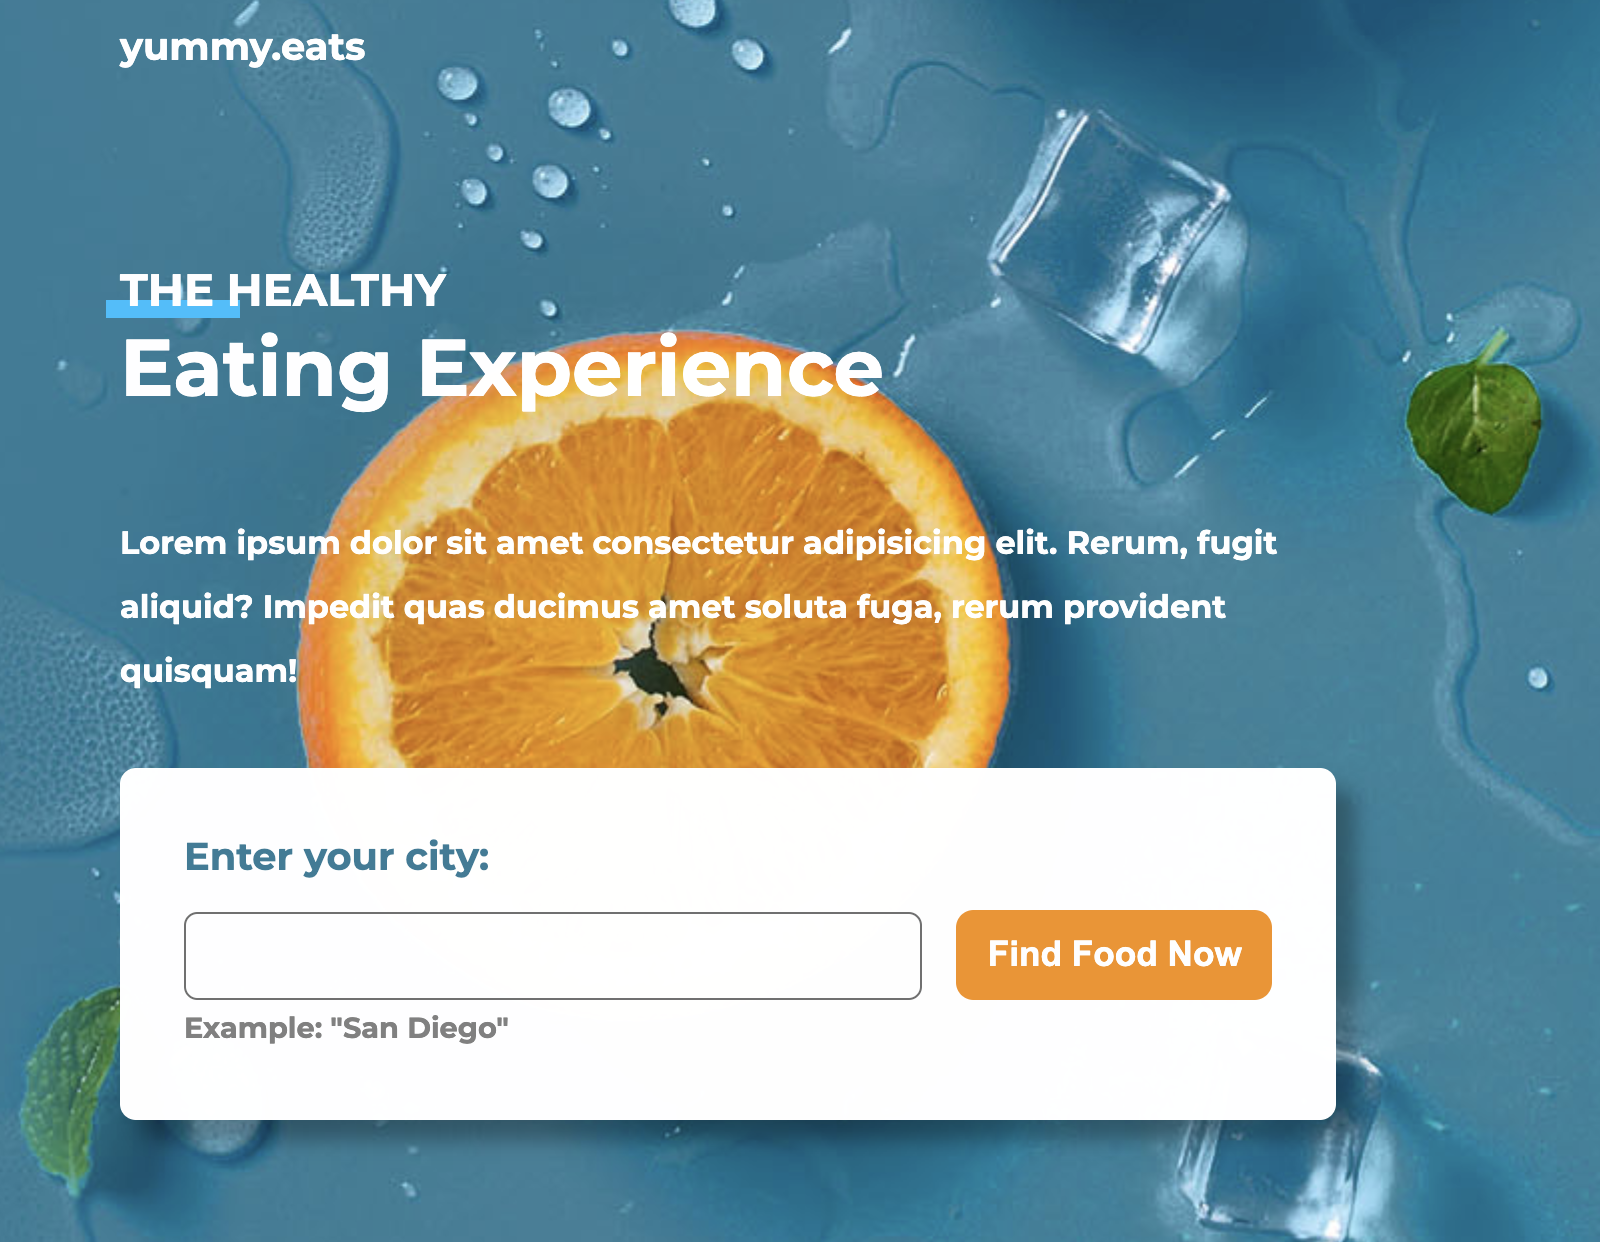 yummy.eats
THE HEALTHY
Eating Experience
Lorem ipsum dolor sit amet consectetur adipisicing elit. Rerum, fugit
aliquid? Impedit quas ducimus amet soluta fuga, rerum provident
quisquam!
Enter your city:
Find Food Now
Example: "San Diego"